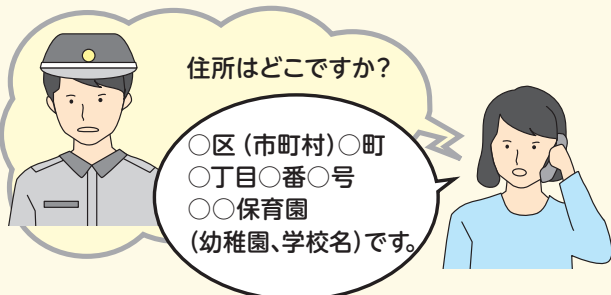 住所はどこですか?
○区(市町村)○町
○丁目○番○号
○○保育園
(幼稚園、学校名)です。